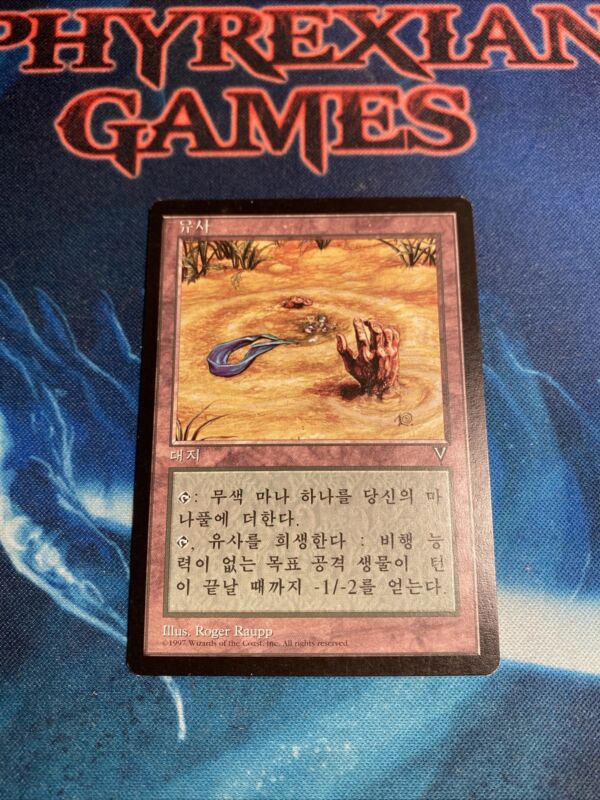 PHYREXIAN
GAMES
유사
대지
V
: 무색 마나 하나를 당신의 마
나풀에 더한다.
, 유사를 희생한다 : 비행 능
력이 없는 목표 공격 생물이 턴
이 끝날 때까지 -1/-2를 얻는다.
Illus. Roger Raupp
©1997 Wizards of the Coast, Inc. All rights reserved.